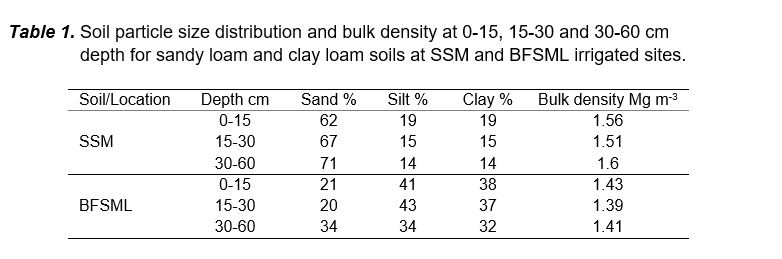 Table 1. Soil particle size distribution and bulk density at 0-15, 15-30 and 30-60 cm
depth for sandy loam and clay loam soils at SSM and BFSML irrigated sites.
Soil/Location Depth cm Sand % Silt % Clay % Bulk density Mg m-3
0-15 62 19 19 1.56
SSM 15-30 67 15 15 1.51
30-60 71 14 14 1.6
0-15 21 41 38 1.43
BFSML 15-30 20 43 37 1.39
30-60 34 34 32 1.41